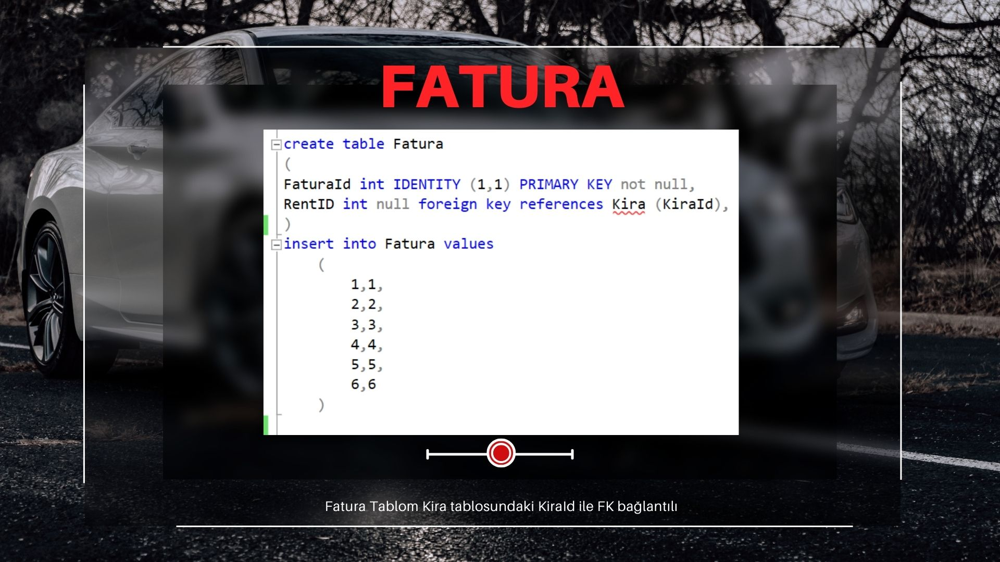 FATURA
create table Fatura
(
FaturaId int IDENTITY (1,1) PRIMARY KEY not null,
RentID int null foreign key references Kira (KiraId),
)
insert into Fatura values
(
1,1,
2,2,
3,3,
4,4,
5,5,
6,6
)
Fatura Tablom Kira tablosundaki KiraId ile FK bağlantılı